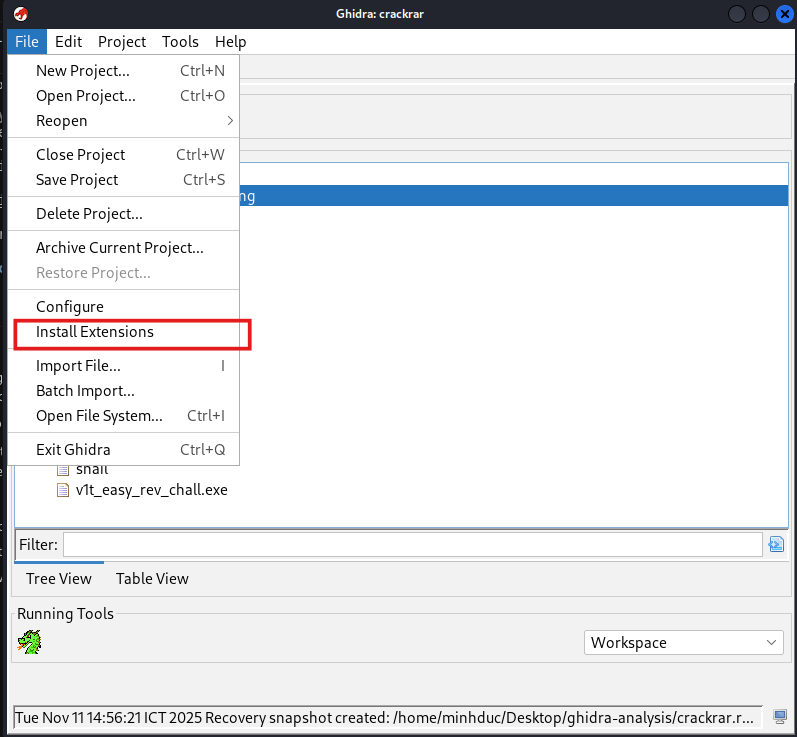 Ghidra: crackrar
File Edit Project Tools Help
New Project... Ctrl+N
Open Project... Ctrl+O
Reopen
Close Project Ctrl+W
Save Project Ctrl+S
Delete Project...
Archive Current Project...
Restore Project...
Configure
Install Extensions
Import File... I
Batch Import...
Open File System... Ctrl+I
Exit Ghidra Ctrl+Q
ng
snail
v1t_easy_rev_chall.exe
Filter:
Tree View Table View
Running Tools
Workspace
Tue Nov 11 14:56:21 ICT 2025 Recovery snapshot created: /home/minhduc/Desktop/ghidra-analysis/crackrar.r...